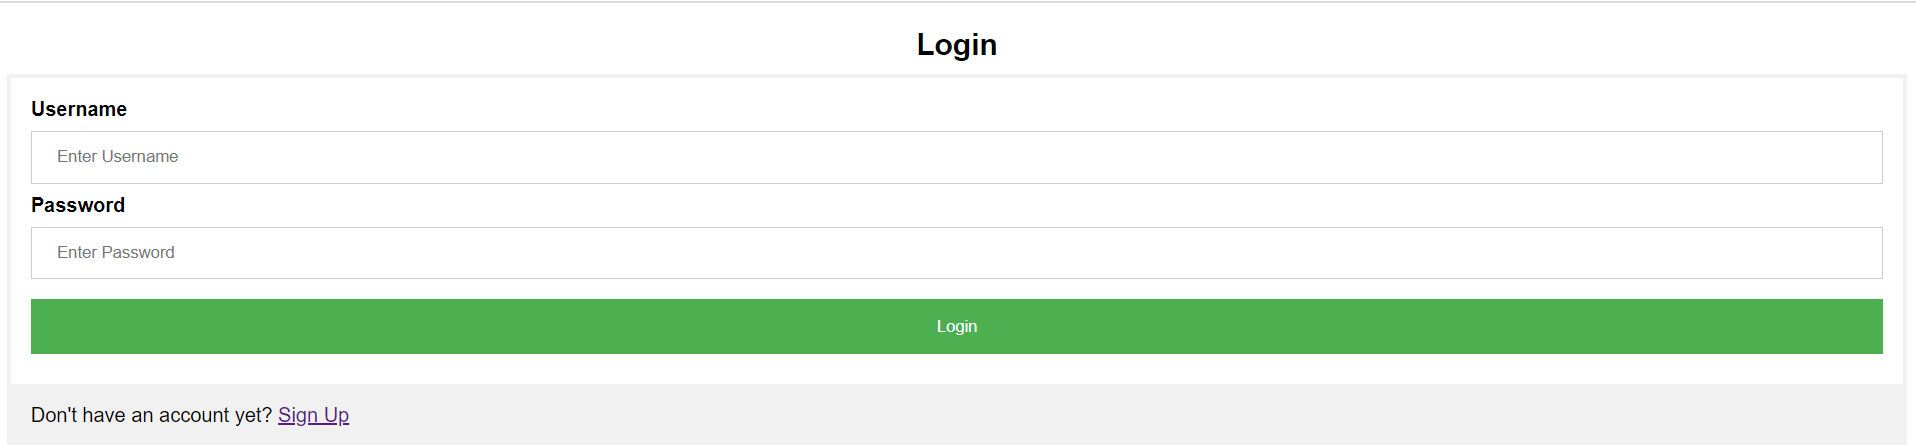 Login
Username
Enter Username
Password
Enter Password
Login
Don't have an account yet? Sign Up